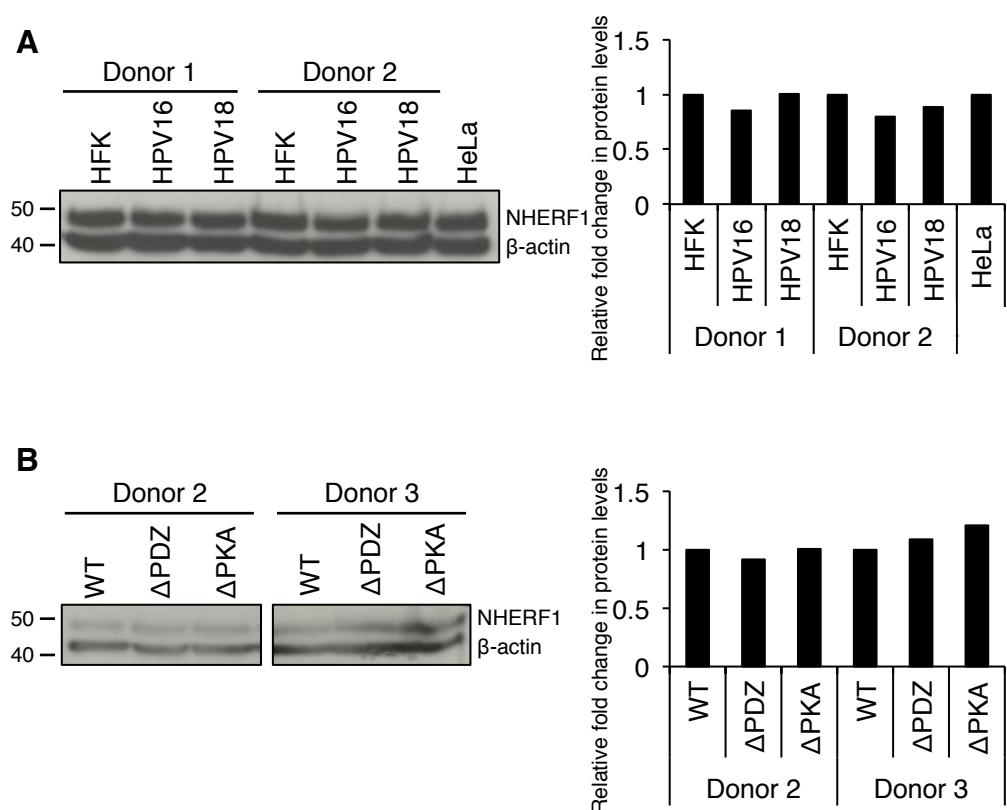 A
Donor 1
Donor 2
HFK
HPV16
HPV18
HFK
HPV16
HPV18
HeLa
50
40
NHERF1
β-actin
Relative fold change in protein levels
1.5
1
0.5
0
HFK
HPV16
HPV18
HFK
HPV16
HPV18
HeLa
Donor 1
Donor 2
B
Donor 2
Donor 3
WT
ΔPDZ
ΔPKA
WT
ΔPDZ
ΔPKA
50
40
NHERF1
β-actin
Relative fold change in protein levels
1.5
1
0.5
0
WT
ΔPDZ
ΔPKA
WT
ΔPDZ
ΔPKA
Donor 2
Donor 3